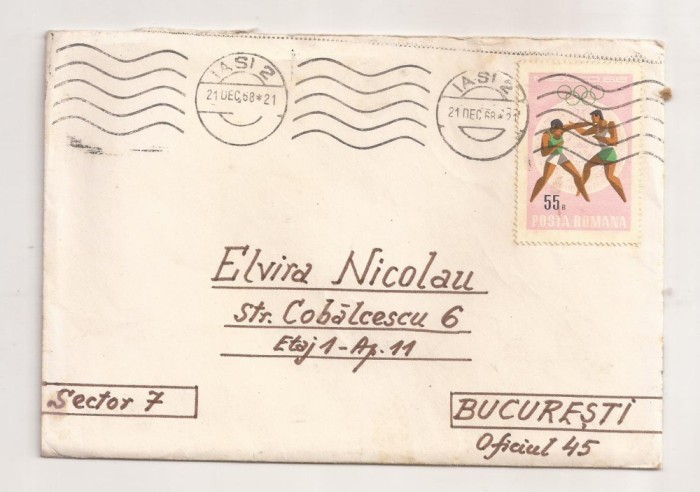 IASI 2
21 DEC.68*21
IASI 2
21 DEC.68*21
55B
POSTA ROMANA
Elvira Nicolau
str. Cobălcescu 6
Etaj 1-Ap. 11
Sector 7
BUCUREȘTI
Oficiul 45